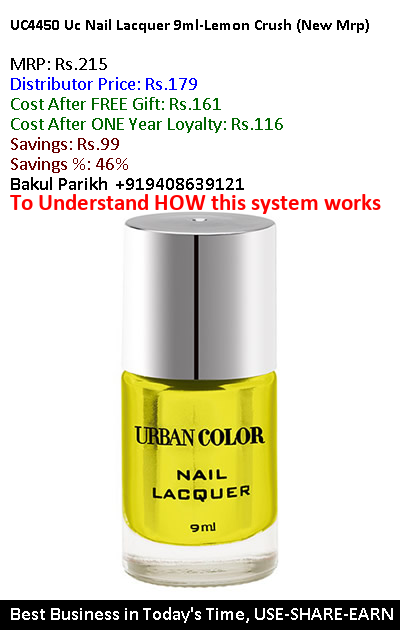 UC4450 Uc Nail Lacquer 9ml-Lemon Crush (New Mrp)
MRP: Rs.215
Distributor Price: Rs.179
Cost After FREE Gift: Rs.161
Cost After ONE Year Loyalty: Rs.116
Savings: Rs.99
Savings %: 46%
Bakul Parikh +919408639121
To Understand HOW this system works
URBAN COLOR
NAIL
LACQUER
9ml
Best Business in Today's Time, USE-SHARE-EARN